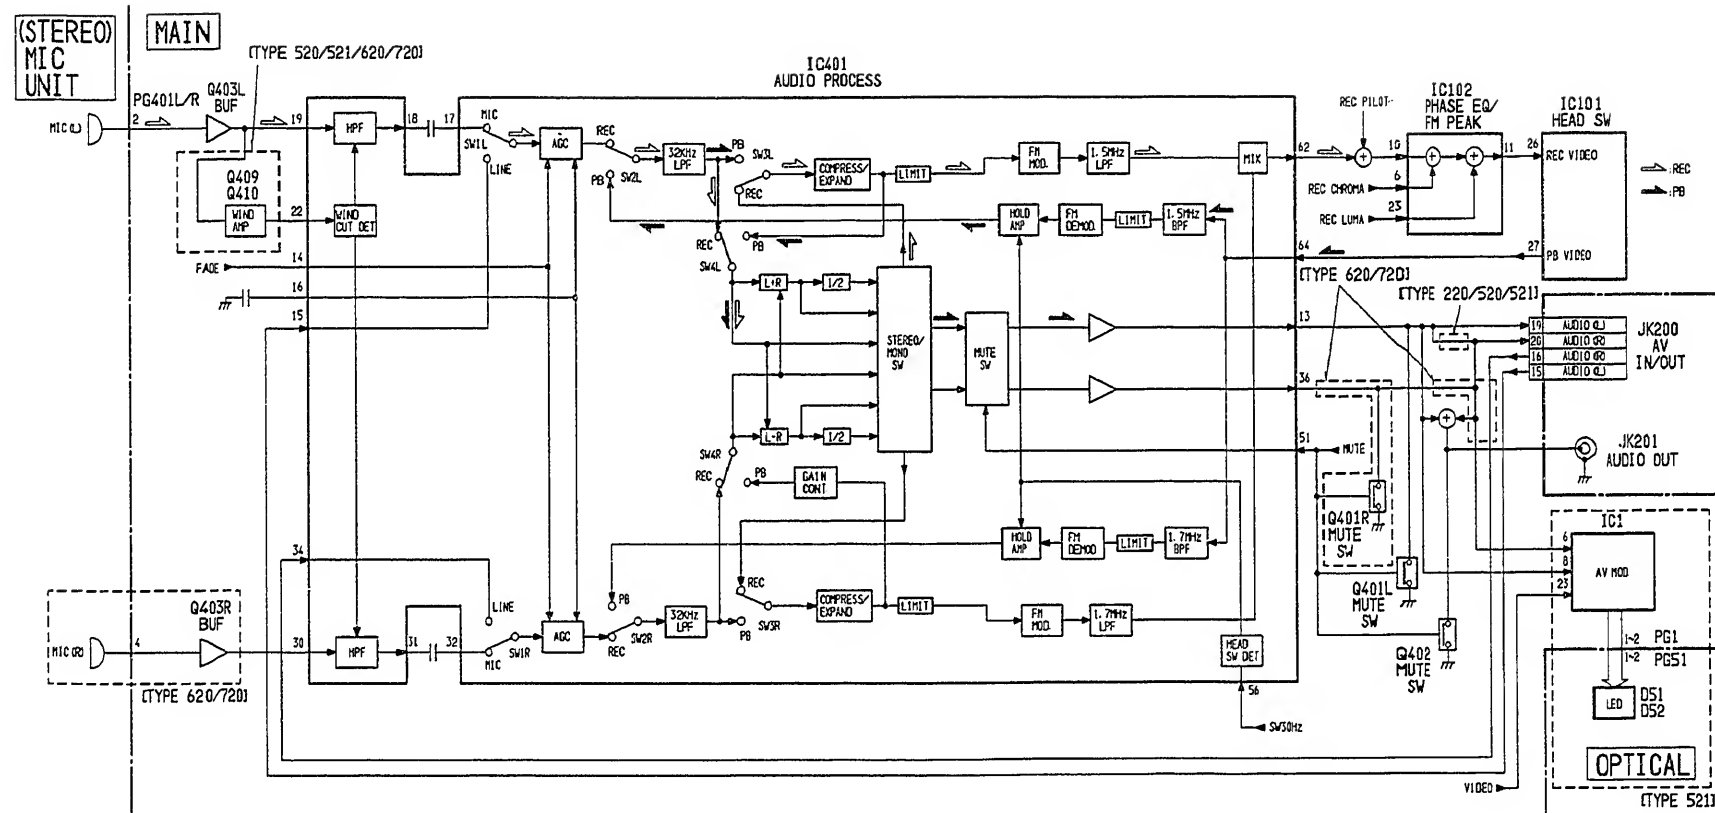 (STEREO)
MIC
UNIT
MAIN
[TYPE 520/521/620/720]
IC401
AUDIO PROCESS
PG401L/R
Q403L
BUF
MIC(L)
2
19
HPF
18
17
MIC
SW1L
LINE
AGC
REC
PB
SW2L
32KHz
LPF
PB
SW3L
REC
COMPRESS/
EXPAND
LIMIT
FM
MOD.
1.5MHz
LPF
MIX
62
REC PILOT
IC102
PHASE EQ/
FM PEAK
10
11
6
23
REC CHROMA
REC LUMA
IC101
HEAD SW
26
REC VIDEO
27
PB VIDEO
:REC
:PB
Q409
Q410
WIND
AMP
22
WIND
CUT DET
FADE
14
16
15
HOLD
AMP
FM
DEMOD.
LIMIT
1.5MHz
BPF
64
REC
PB
SW4L
L+R
1/2
STEREO/
MONO
SW
MUTE
SW
13
36
51
MUTE
[TYPE 620/720]
[TYPE 220/520/521]
19
AUDIO (L)
20
AUDIO (R)
16
AUDIO (R)
15
AUDIO (L)
JK200
AV
IN/OUT
JK201
AUDIO OUT
L-R
1/2
SW4R
REC
PB
GAIN
CONT
HOLD
AMP
FM
DEMOD
LIMIT
1.7MHz
BPF
Q401R
MUTE
SW
Q401L
MUTE
SW
Q402
MUTE
SW
IC1
6
8
23
AV MOD
1~2
PG1
1~2
PG51
LED
D51
D52
OPTICAL
[TYPE 521]
VIDEO
34
LINE
MIC
SW1R
AGC
PB
REC
SW2R
32KHz
LPF
REC
PB
SW3R
COMPRESS/
EXPAND
LIMIT
FM
MOD.
1.7MHz
LPF
HEAD
SW DET
56
SW30Hz
MIC(R)
4
Q403R
BUF
30
HPF
31
32
[TYPE 620/720]